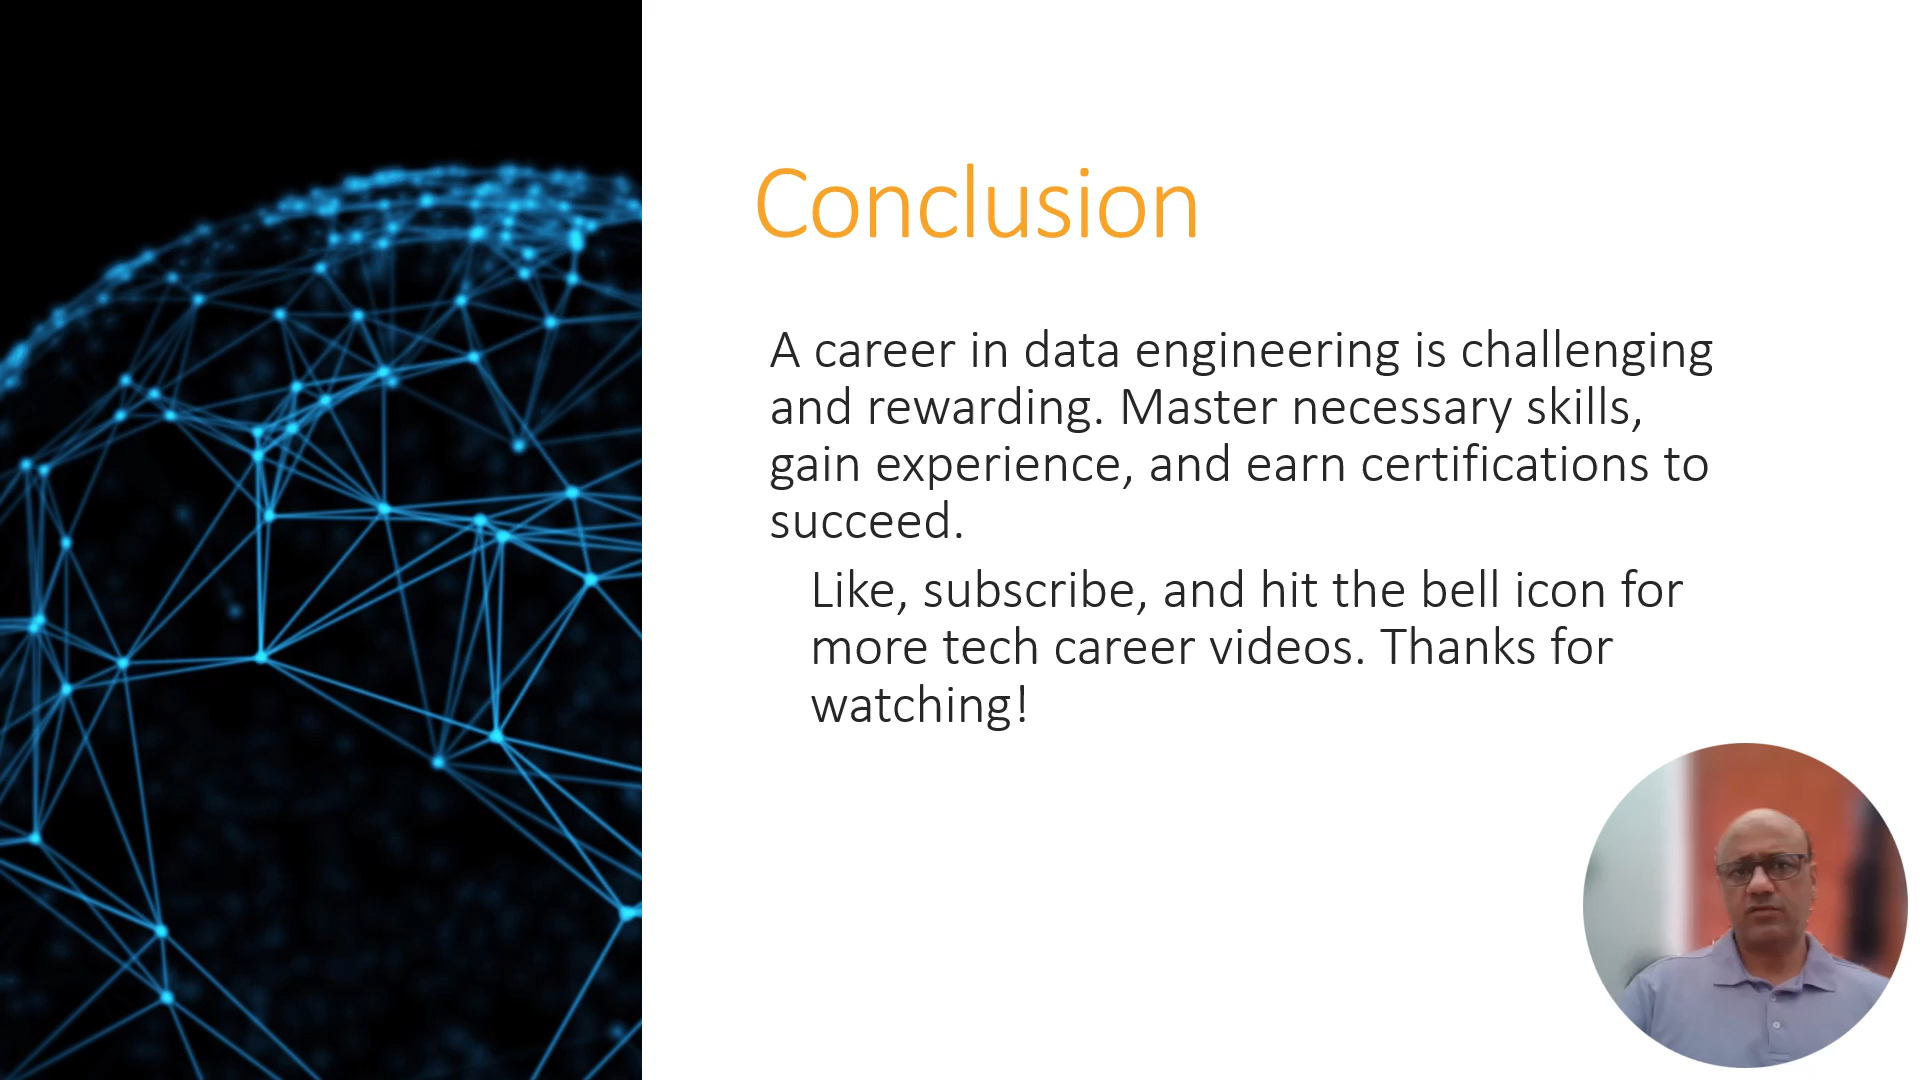 Conclusion
A career in data engineering is challenging
and rewarding. Master necessary skills,
gain experience, and earn certifications to
succeed.
Like, subscribe, and hit the bell icon for
more tech career videos. Thanks for
watching!